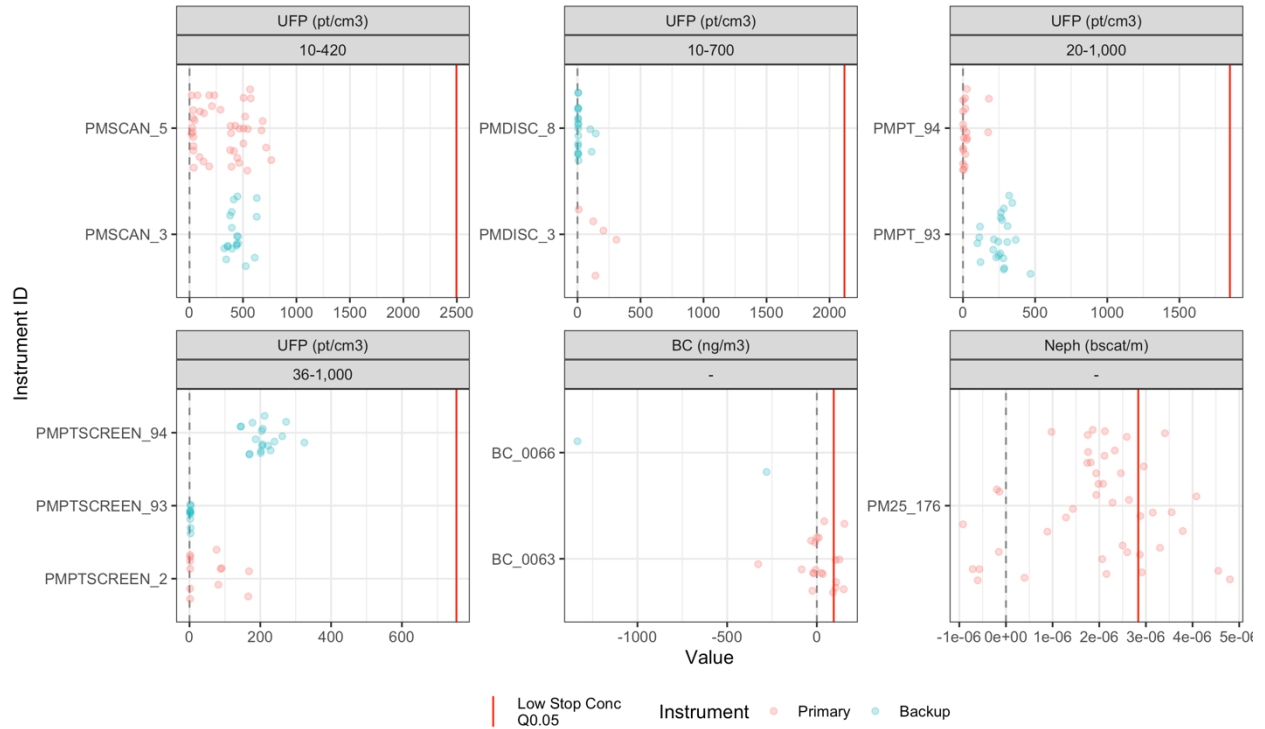 UFP (pt/cm3)
10-420
UFP (pt/cm3)
10-700
UFP (pt/cm3)
20-1,000
PMSCAN_5
PMSCAN_3
PMDISC_8
PMDISC_3
PMPT_94
PMPT_93
0 500 1000 1500 2000 2500
0 500 1000 1500 2000
0 500 1000 1500
UFP (pt/cm3)
36-1,000
BC (ng/m3)
-
Neph (bscat/m)
-
PMPTSCREEN_94
PMPTSCREEN_93
PMPTSCREEN_2
BC_0066
BC_0063
PM25_176
0 200 400 600
-1000 -500 0
-1e-06 0e+00 1e-06 2e-06 3e-06 4e-06 5e-0
Instrument ID
Value
Low Stop Conc
Q0.05
Instrument Primary Backup